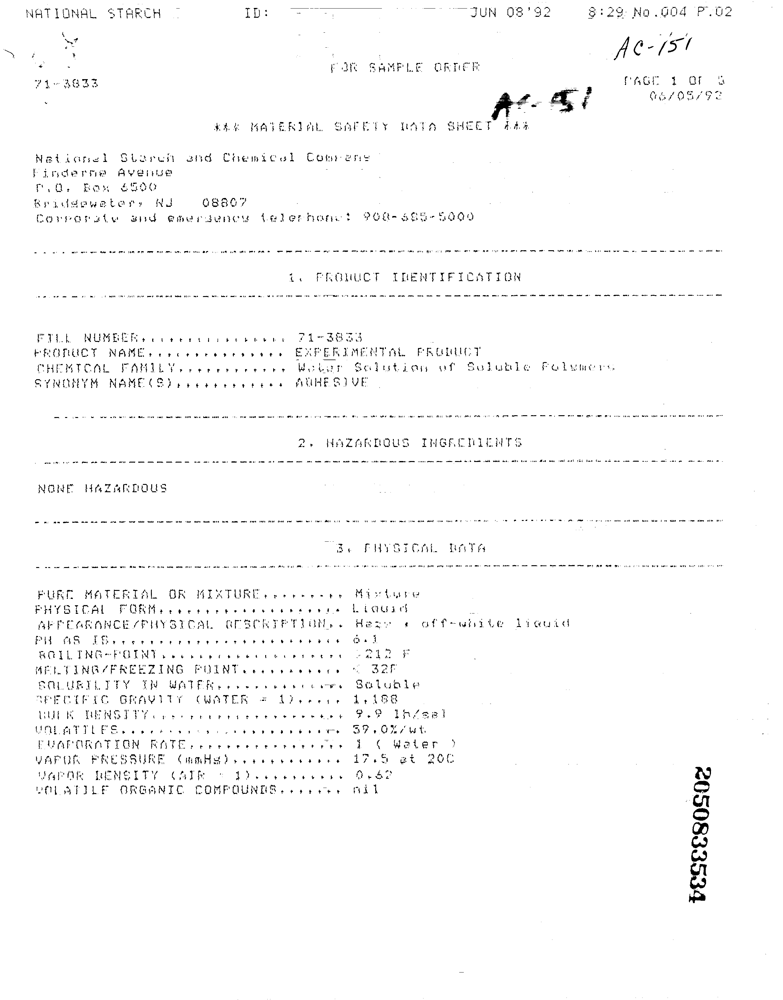 NATIONAL STARCH ID: JUN 08'92 8:29 No.004 P.02
AC-151
FOR SAMPLE ORDER
71-3833 PAGE 1 OF 5
06/05/92
AC-151
*** MATERIAL SAFETY DATA SHEET ***
National Starch and Chemical Company
Finderne Avenue
P.O. Box 6500
Bridgewater, NJ 08807
Corporate and emergency telephone: 908-685-5000
1. PRODUCT IDENTIFICATION
FILL NUMBER................ 71-3833
PRODUCT NAME............... EXPERIMENTAL PRODUCT
CHEMICAL FAMILY............ Water Solution of Soluble Polymers
SYNONYM NAME(S)............ ADHESIVE
2. HAZARDOUS INGREDIENTS
NONE HAZARDOUS
3. PHYSICAL DATA
PURE MATERIAL OR MIXTURE......... Mixture
PHYSICAL FORM.................... Liquid
APPEARANCE/PHYSICAL DESCRIPTION.. Hazy , off-white liquid
PH AS IS......................... 6.1
BOILING-POINT.................... >212 F
MELTING/FREEZING POINT........... < 32F
SOLUBILITY IN WATER.............. Soluble
SPECIFIC GRAVITY (WATER = 1)..... 1.188
BULK DENSITY..................... 9.9 lb/gal
VOLATILES........................ 39.0%/wt
EVAPORATION RATE................. 1 ( Water )
VAPOR PRESSURE (mmHg)............ 17.5 at 20C
VAPOR DENSITY (AIR = 1).......... 0.62
VOLATILE ORGANIC COMPOUNDS....... nil
2050833534